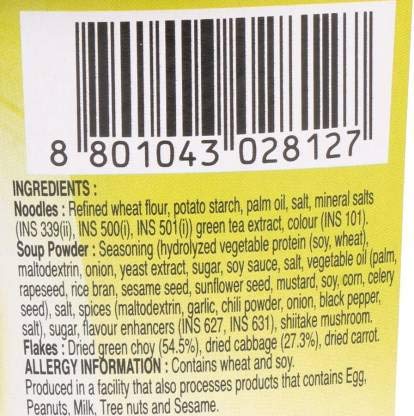 8 801043 028127
INGREDIENTS :
Noodles : Refined wheat flour, potato starch, palm oil, salt, mineral salts
(INS 339(ii), INS 500(i), INS 501(i) green tea extract, colour (INS 101).
Soup Powder : Seasoning (hydrolyzed vegetable protein (soy, wheat),
maltodextrin, onion, yeast extract, sugar, soy sauce, salt, vegetable oil (palm,
rapeseed, rice bran, sesame seed, sunflower seed, mustard, soy, corn, celery
seed), salt, spices (maltodextrin, garlic, chili powder, onion, black pepper,
salt), sugar, flavour enhancers (INS 627, INS 631), shiitake mushroom.
Flakes : Dried green choy (54.5%), dried cabbage (27.3%), dried carrot.
ALLERGY INFORMATION : Contains wheat and soy.
Produced in a facility that also processes products that contains Egg,
Peanuts, Milk, Tree nuts and Sesame.